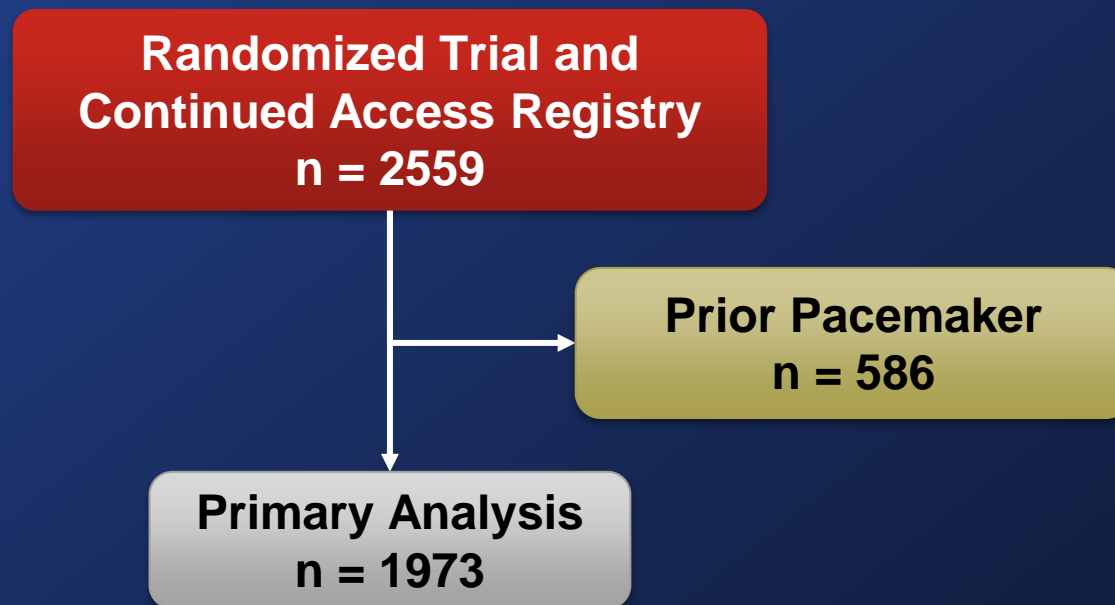 Randomized Trial and
Continued Access Registry
n = 2559
Prior Pacemaker
n = 586
Primary Analysis
n = 1973